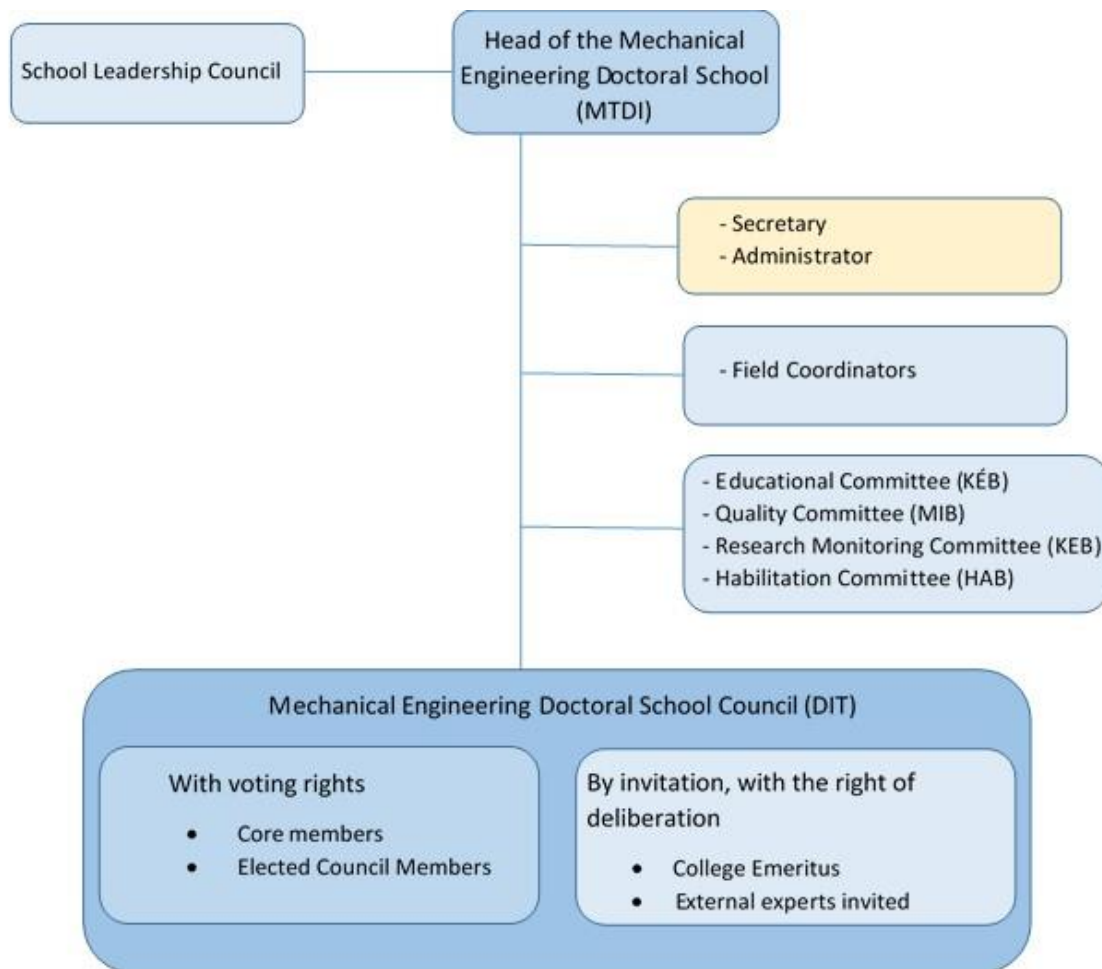 School Leadership Council
Head of the Mechanical
Engineering Doctoral School
(MTDI)
- Secretary
- Administrator
- Field Coordinators
- Educational Committee (KÉB)
- Quality Committee (MIB)
- Research Monitoring Committee (KEB)
- Habilitation Committee (HAB)
Mechanical Engineering Doctoral School Council (DIT)
With voting rights
• Core members
• Elected Council Members
By invitation, with the right of
deliberation
• College Emeritus
• External experts invited